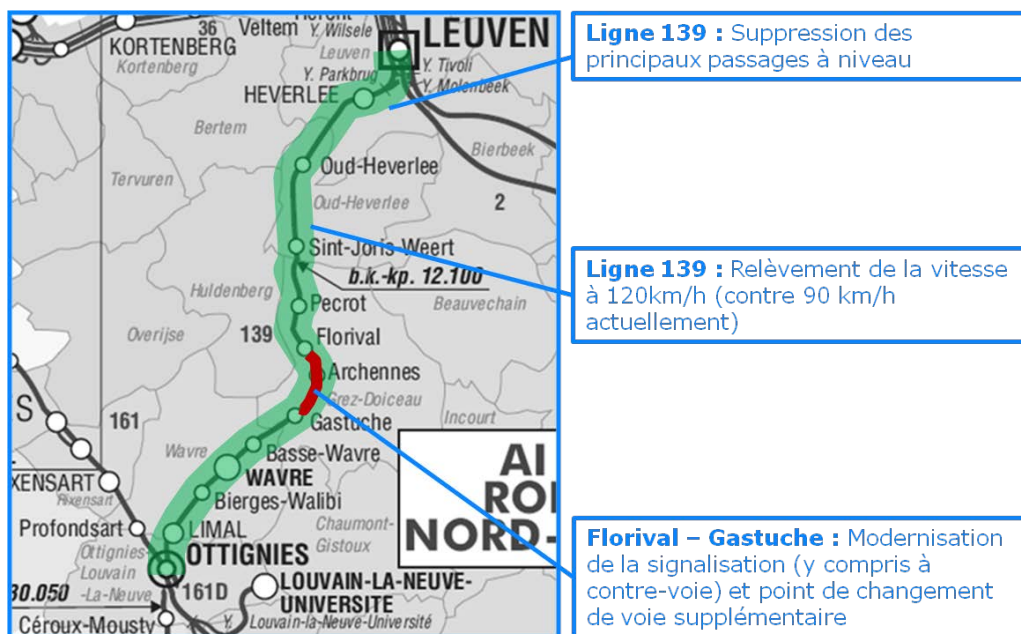 36
Veltem
Y. Wilsele
LEUVEN
KORTENBERG
Kortenberg
Leuven
Y. Parkbrug
Y. Tivoli
Y. Molenbeek
HEVERLEE
Bertem
Bierbeek
Oud-Heverlee
Tervuren
Oud-Heverlee
2
Sint-Joris-Weert
b.k.-kp. 12.100
Huldenberg
Pecrot
Beauvechain
Overijse
139
Florival
Archennes
Grez-Doiceau
161
Gastuche
Incourt
Wavre
Basse-Wavre
WAVRE
Bierges-Walibi
Rixensart
Profondsart
LIMAL
Chaumont-
Gistoux
Ottignies-
Louvain
-La-Neuve
OTTIGNIES
161D
LOUVAIN-LA-NEUVE-
UNIVERSITÉ
Y. Louvain-la-Neuve-Université
30.050
Céroux-Mousty
NORD-
Ligne 139 : Suppression des
principaux passages à niveau
Ligne 139 : Relèvement de la vitesse
à 120km/h (contre 90 km/h
actuellement)
Florival – Gastuche : Modernisation
de la signalisation (y compris à
contre-voie) et point de changement
de voie supplémentaire